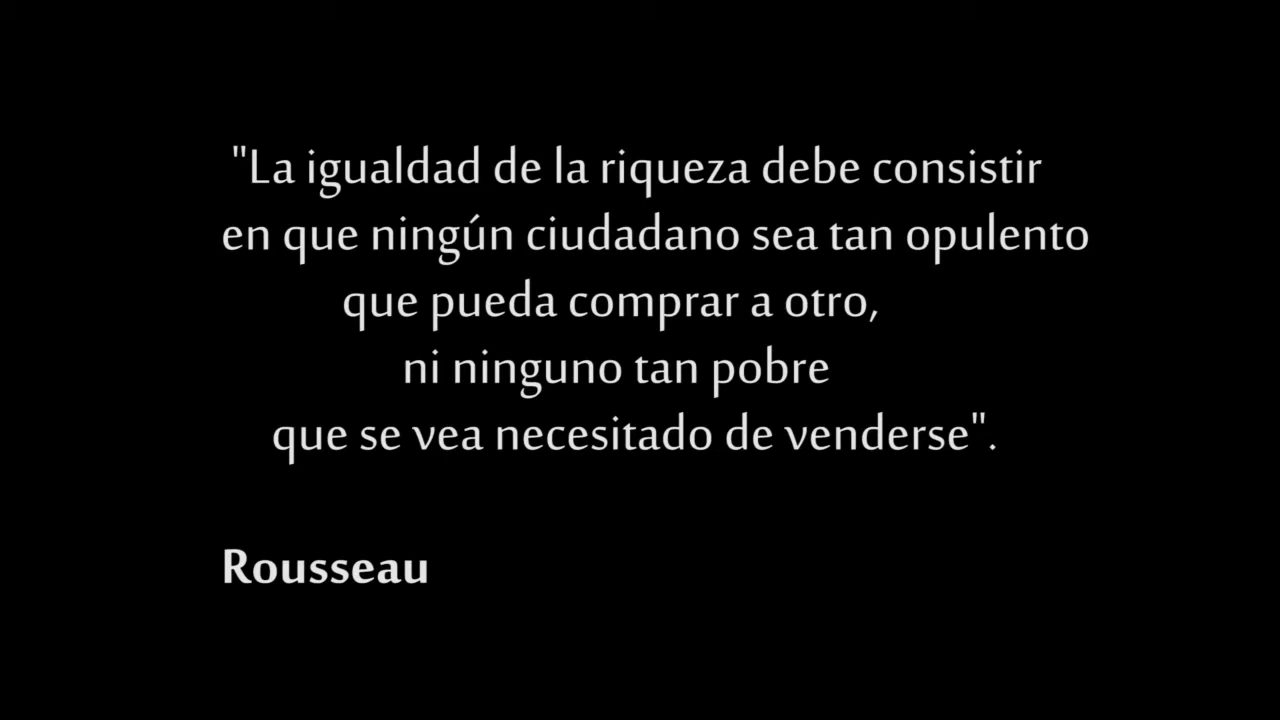 "La igualdad de la riqueza debe consistir
en que ningún ciudadano sea tan opulento
que pueda comprar a otro,
ni ninguno tan pobre
que se vea necesitado de venderse".
Rousseau